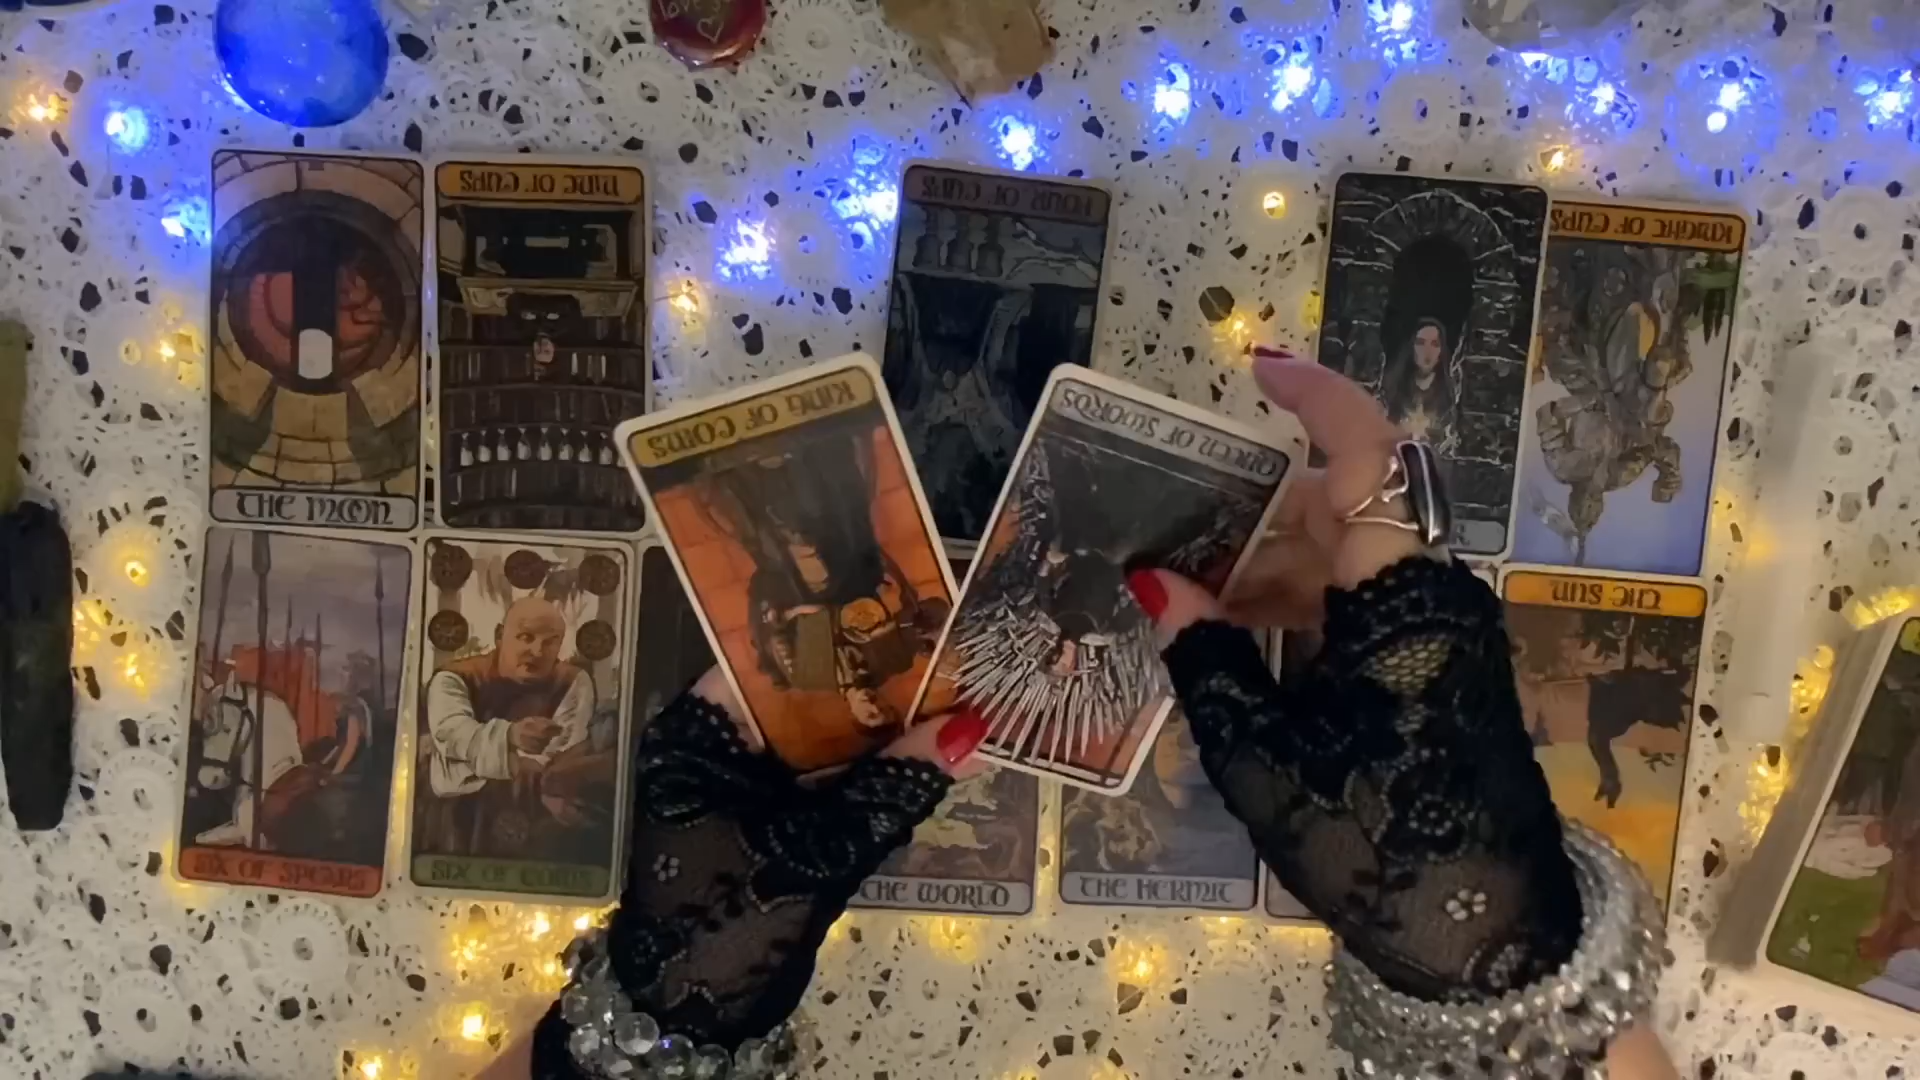 love
NINE OF CUPS
FOUR OF CUPS
KNIGHT OF CUPS
KING OF COINS
QUEEN OF SWORDS
THE MOON
THE SUN
SIX OF SPEARS
SIX OF COINS
THE WORLD
THE HERMIT